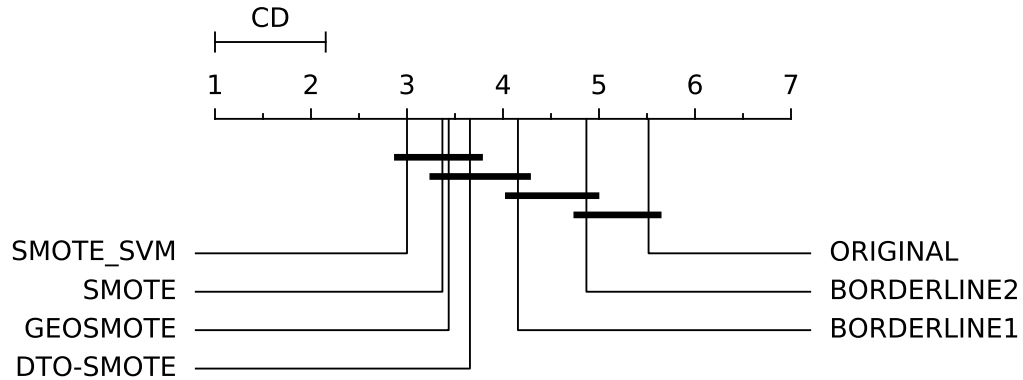 CD
1 2 3 4 5 6 7
SMOTE_SVM ORIGINAL
SMOTE BORDERLINE2
GEOSMOTE BORDERLINE1
DTO-SMOTE